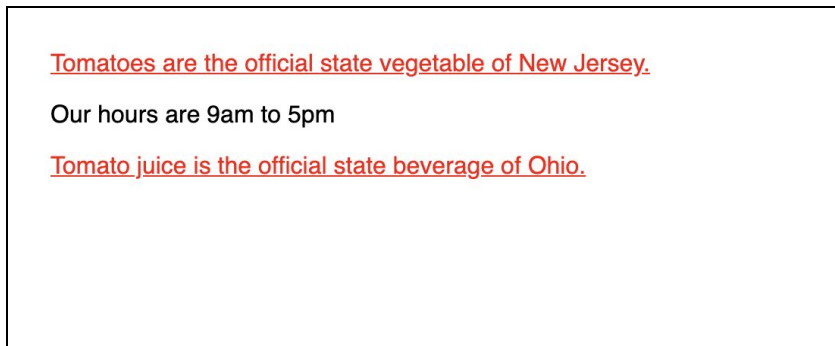 Tomatoes are the official state vegetable of New Jersey.
Our hours are 9am to 5pm
Tomato juice is the official state beverage of Ohio.